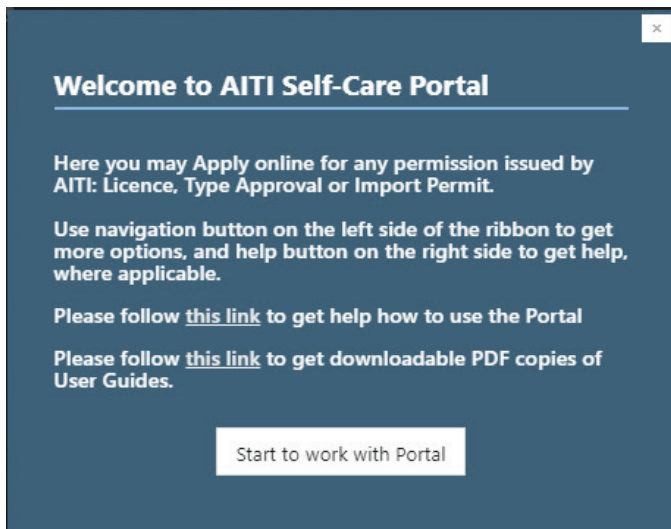 ×
Welcome to AITI Self-Care Portal
Here you may Apply online for any permission issued by
AITI: Licence, Type Approval or Import Permit.
Use navigation button on the left side of the ribbon to get
more options, and help button on the right side to get help,
where applicable.
Please follow this link to get help how to use the Portal
Please follow this link to get downloadable PDF copies of
User Guides.
Start to work with Portal